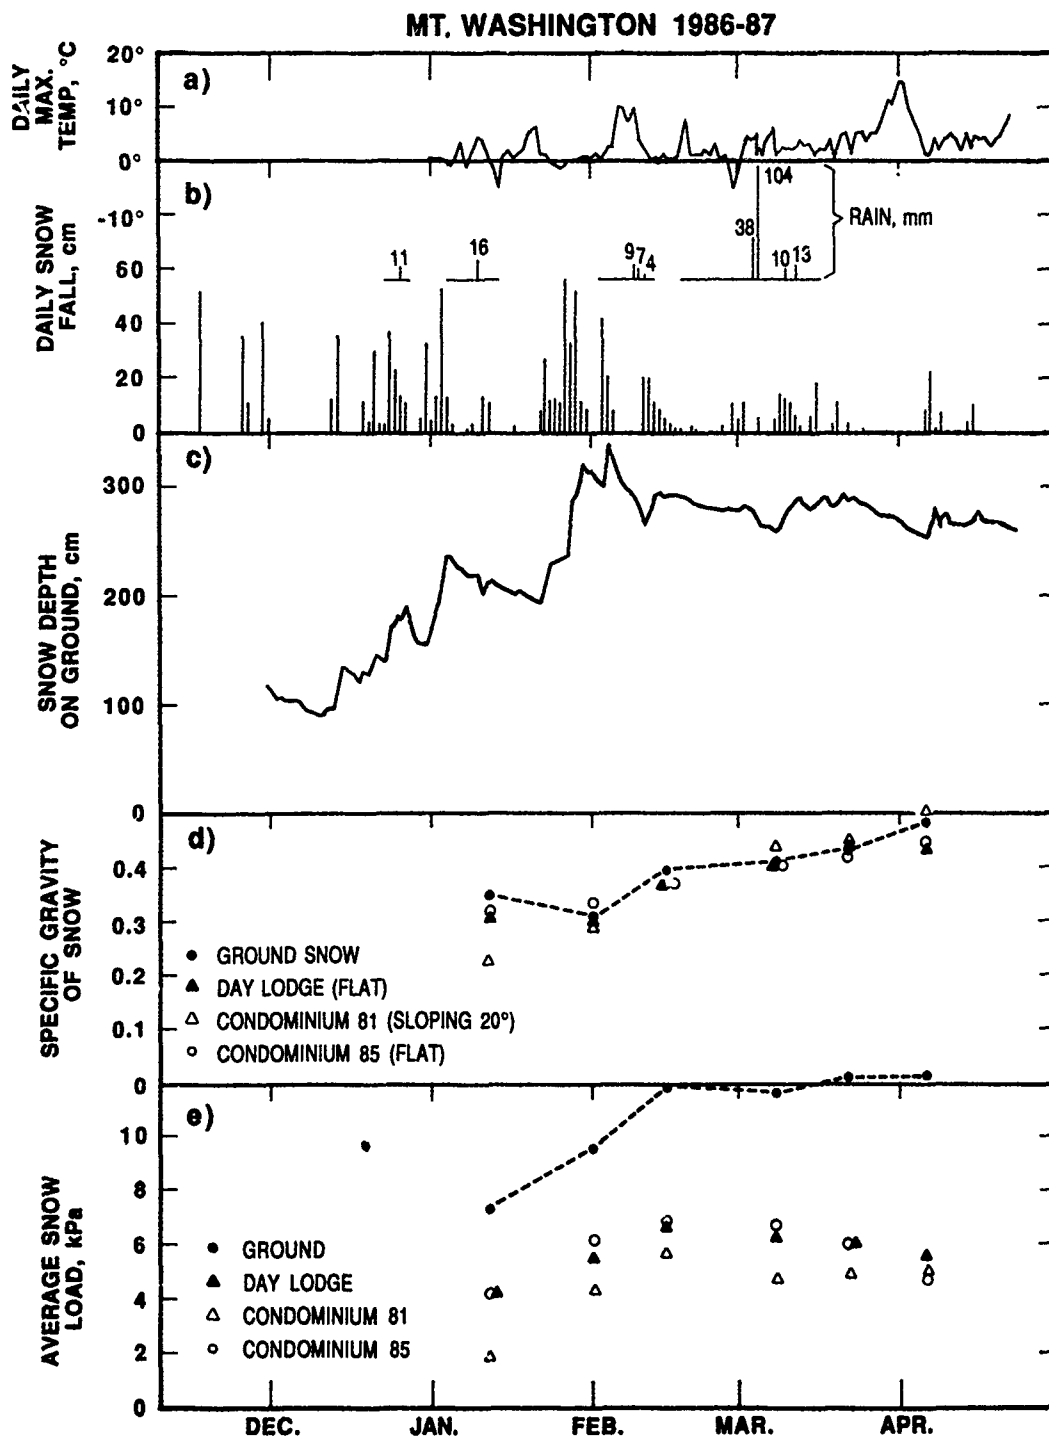 MT. WASHINGTON 1986-87
DAILY
MAX.
TEMP, °C
20°
10°
0°
-10°
a)
b)
DAILY SNOW
FALL, cm
60
40
20
0
11
16
9
7
4
38
104
10
13
RAIN, mm
c)
SNOW DEPTH
ON GROUND, cm
300
200
100
0
d)
SPECIFIC GRAVITY
OF SNOW
0.4
0.3
0.2
0.1
0
GROUND SNOW
DAY LODGE (FLAT)
CONDOMINIUM 81 (SLOPING 20°)
CONDOMINIUM 85 (FLAT)
e)
AVERAGE SNOW
LOAD, kPa
10
8
6
4
2
0
GROUND
DAY LODGE
CONDOMINIUM 81
CONDOMINIUM 85
DEC. JAN. FEB. MAR. APR.